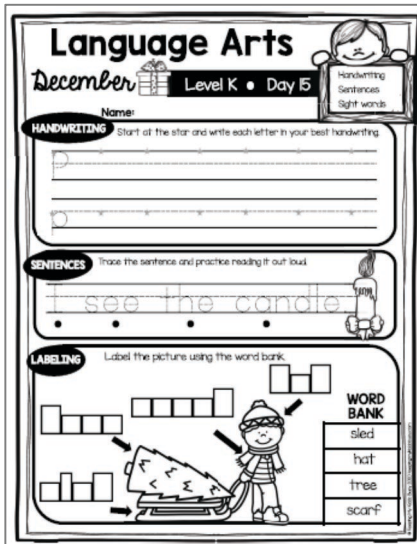 Language Arts
December
Level K • Day 15
Handwriting
Sentences
Sight words
Name:
HANDWRITING Start at the star and write each letter in your best handwriting.
P
p
SENTENCES Trace the sentence and practice reading it out loud.
I see the candle
LABELING Label the picture using the word bank.
WORD
BANK
sled
hat
tree
scarf